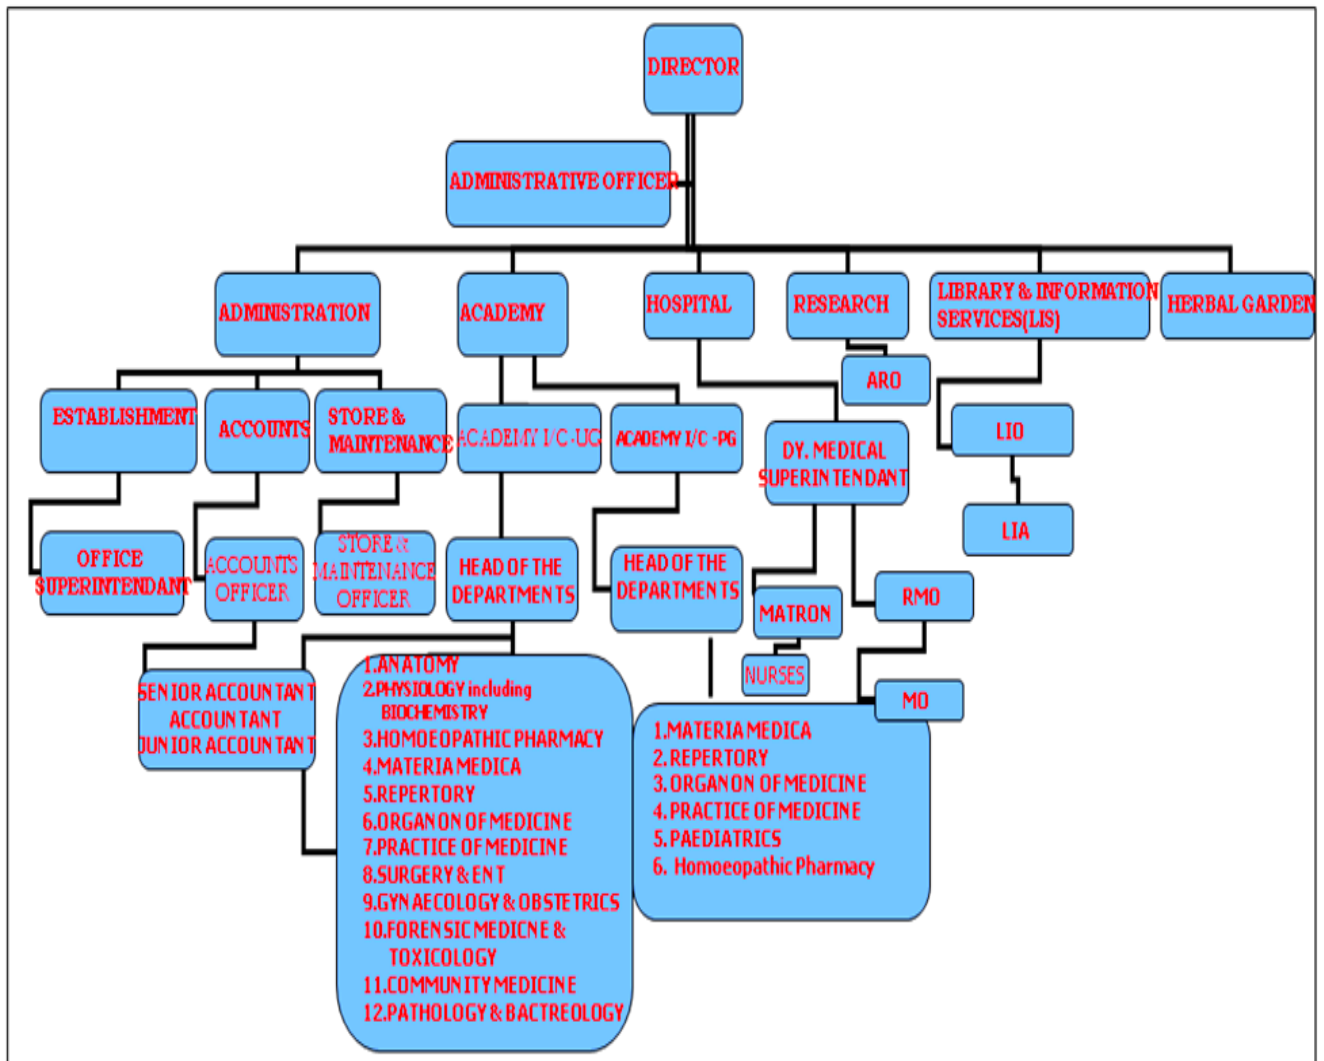 DIRECTOR
ADMINISTRATIVE OFFICER
ADMINISTRATION
ACADEMY
HOSPITAL
RESEARCH
LIBRARY & INFORMATION
SERVICES(LIS)
HERBAL GARDEN
ARO
ESTABLISHMENT
ACCOUNTS
STORE &
MAINTENANCE
ACADEMY I/C -UG
ACADEMY I/C -PG
DY. MEDICAL
SUPERINTENDANT
LIO
LIA
OFFICE
SUPERINTENDANT
ACCOUNTS
OFFICER
STORE &
MAINTENANCE
OFFICER
HEAD OF THE
DEPARTMENTS
HEAD OF THE
DEPARTMENTS
MATRON
RMO
NURSES
MO
SENIOR ACCOUNTANT
ACCOUNTANT
JUNIOR ACCOUNTANT
1.ANATOMY
2.PHYSIOLOGY including
BIOCHEMISTRY
3.HOMOEOPATHIC PHARMACY
4.MATERIA MEDICA
5.REPERTORY
6.ORGANON OF MEDICINE
7.PRACTICE OF MEDICINE
8.SURGERY & ENT
9.GYNAECOLOGY & OBSTETRICS
10.FORENSIC MEDICNE &
TOXICOLOGY
11.COMMUNITY MEDICINE
12.PATHOLOGY & BACTREOLOGY
1.MATERIA MEDICA
2. REPERTORY
3. ORGANON OF MEDICINE
4. PRACTICE OF MEDICINE
5. PAEDIATRICS
6. Homoeopathic Pharmacy